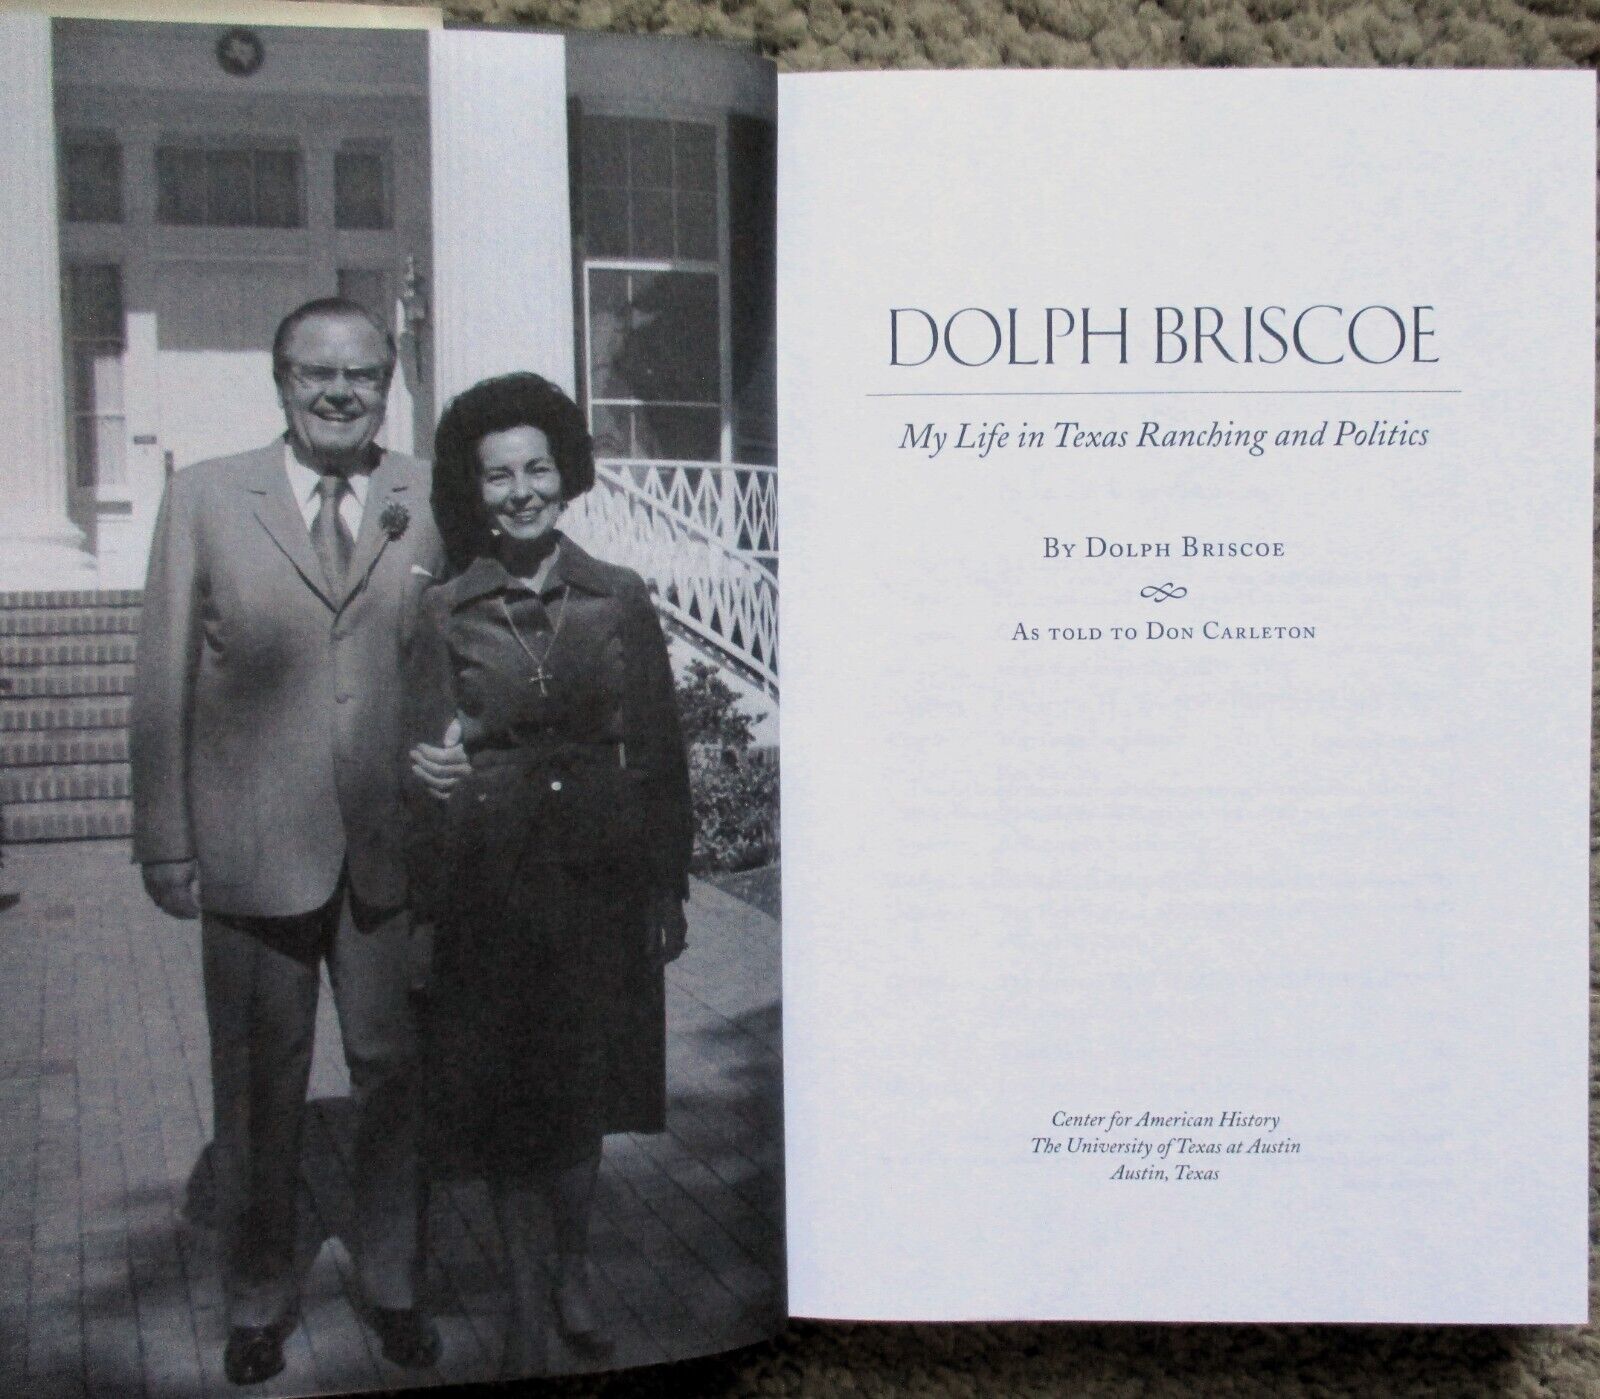 DOLPH BRISCOE
My Life in Texas Ranching and Politics
By Dolph Briscoe
As told to Don Carleton
Center for American History
The University of Texas at Austin
Austin, Texas